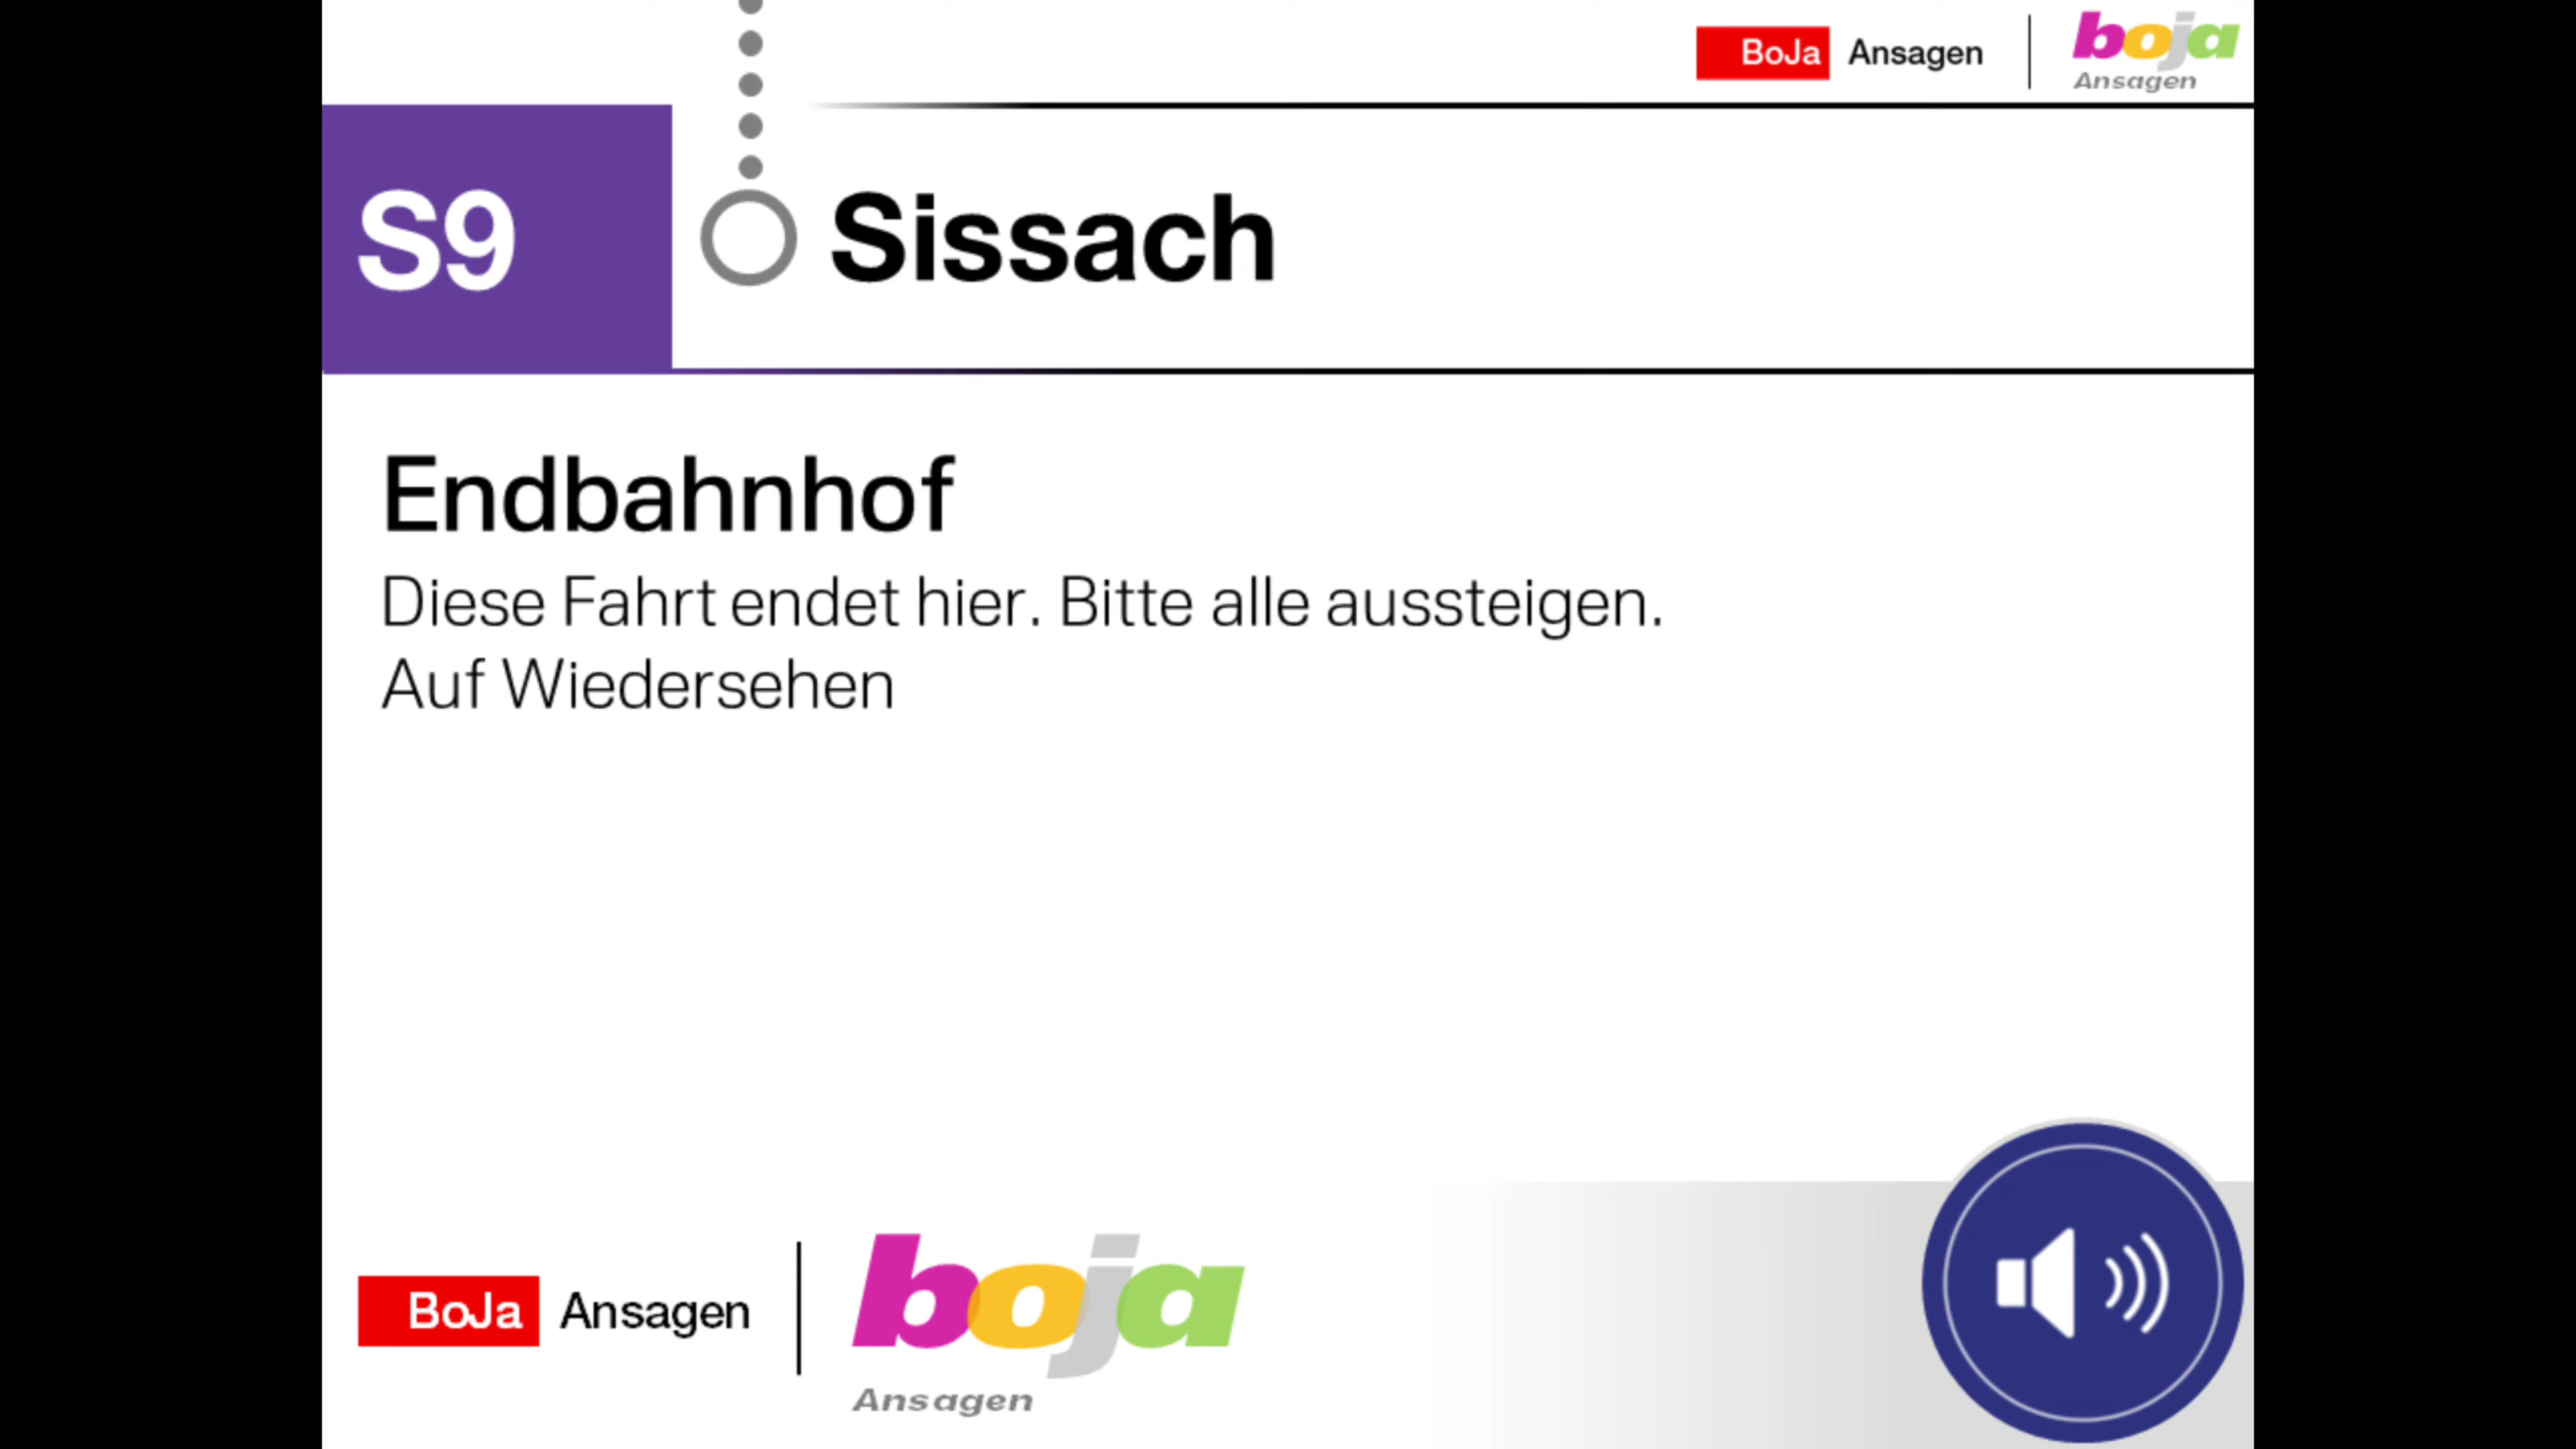 BoJa Ansagen
boja
Ansagen
S9
Sissach
Endbahnhof
Diese Fahrt endet hier. Bitte alle aussteigen.
Auf Wiedersehen
BoJa Ansagen
boja
Ansagen